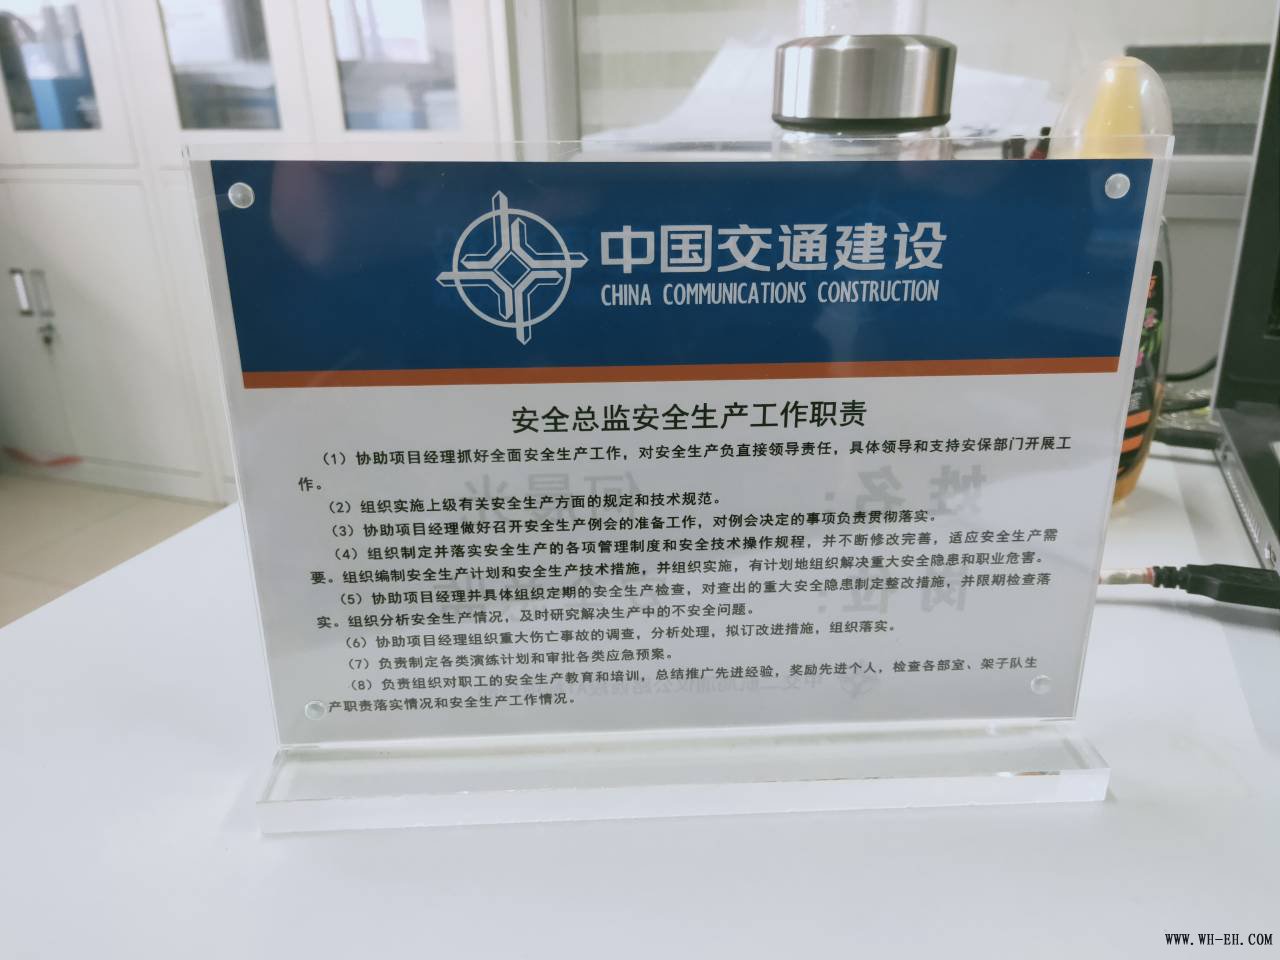 中国交通建设
CHINA COMMUNICATIONS CONSTRUCTION
安全总监安全生产工作职责
（1）协助项目经理抓好全面安全生产工作，对安全生产负直接领导责任，具体领导和支持安保部门开展工
作。
（2）组织实施上级有关安全生产方面的规定和技术规范。
（3）协助项目经理做好召开安全生产例会的准备工作，对例会决定的事项负责贯彻落实。
（4）组织制定并落实安全生产的各项管理制度和安全技术操作规程，并不断修改完善，适应安全生产需
要。组织编制安全生产计划和安全生产技术措施，并组织实施，有计划地组织解决重大安全隐患和职业危害。
（5）协助项目经理并具体组织定期的安全生产检查，对查出的重大安全隐患制定整改措施，并限期检查落
实。组织分析安全生产情况，及时研究解决生产中的不安全问题。
（6）协助项目经理组织重大伤亡事故的调查，分析处理，拟订改进措施，组织落实。
（7）负责制定各类演练计划和审批各类应急预案。
（8）负责组织对职工的安全生产教育和培训，总结推广先进经验，奖励先进个人，检查各部室、架子队生
产职责落实情况和安全生产工作情况。
姓名：
岗位：
WWW.WH-EH.COM